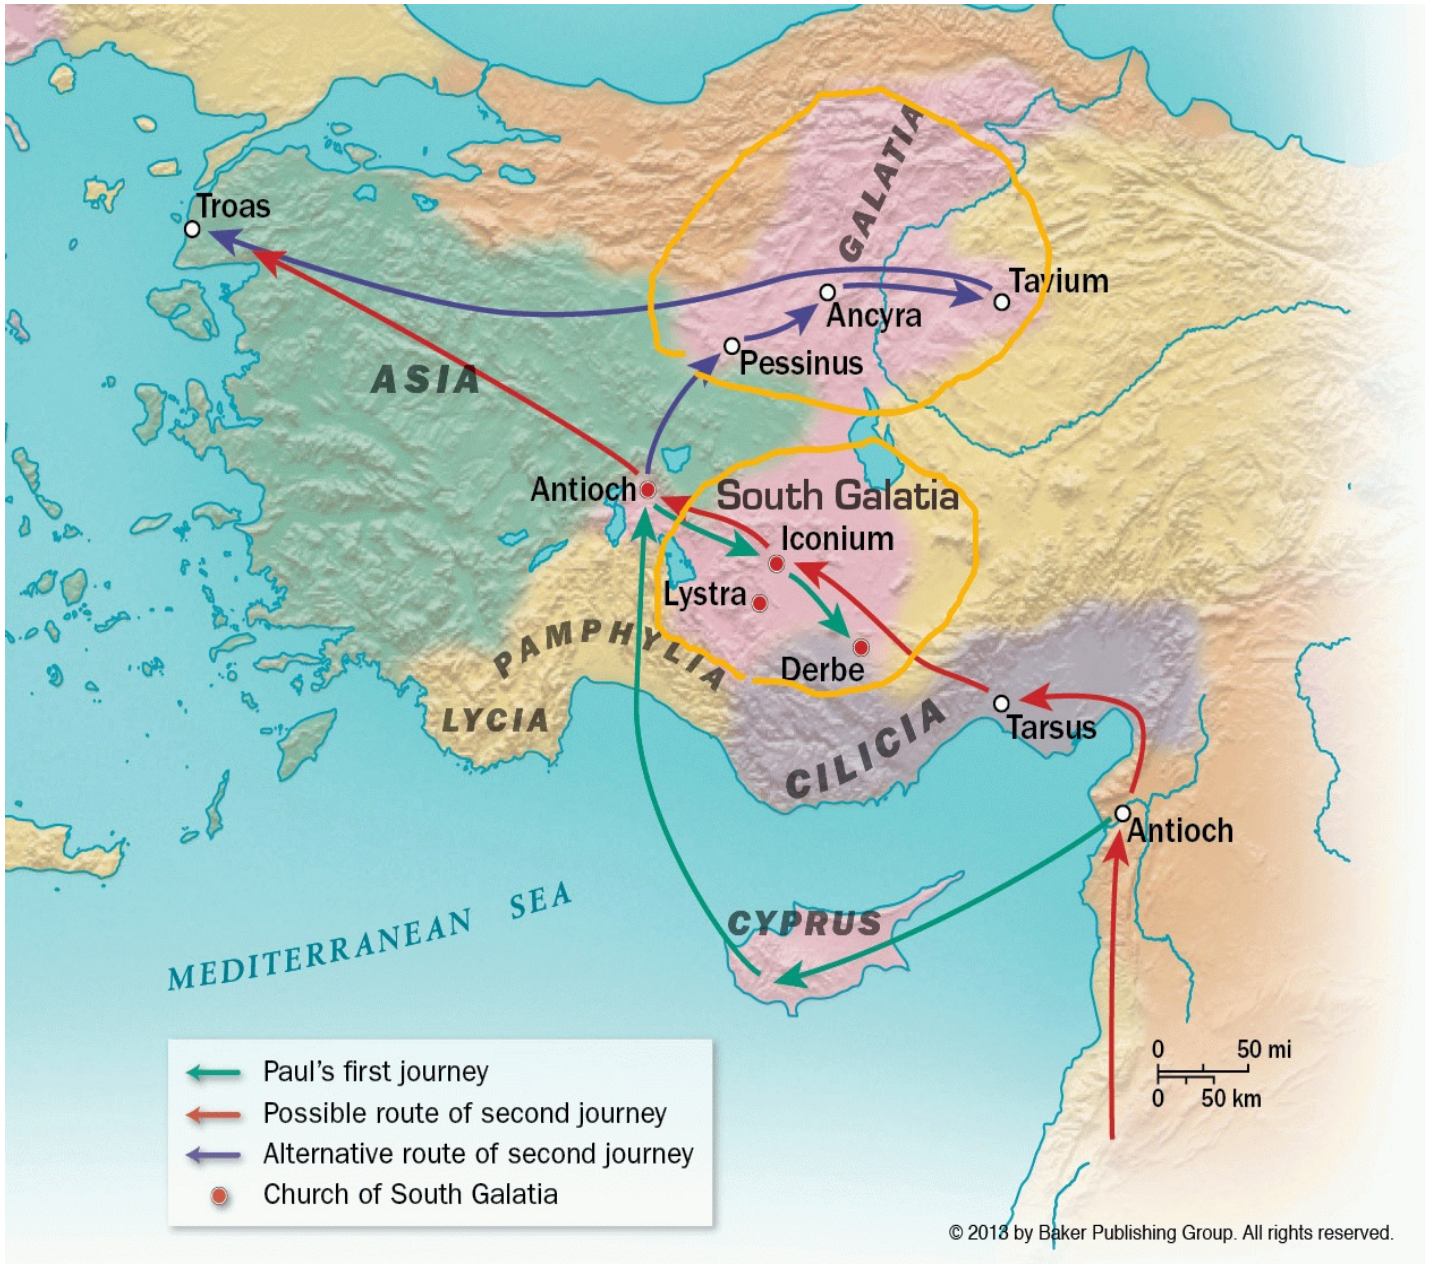 GALATIA
Troas
Tavium
Ancyra
Pessinus
ASIA
Antioch
South Galatia
Iconium
Lystra
PAMPHYLIA
Derbe
LYCIA
CILICIA
Tarsus
Antioch
CYPRUS
MEDITERRANEAN SEA
0 50 mi
0 50 km
Paul's first journey
Possible route of second journey
Alternative route of second journey
Church of South Galatia
© 2013 by Baker Publishing Group. All rights reserved.